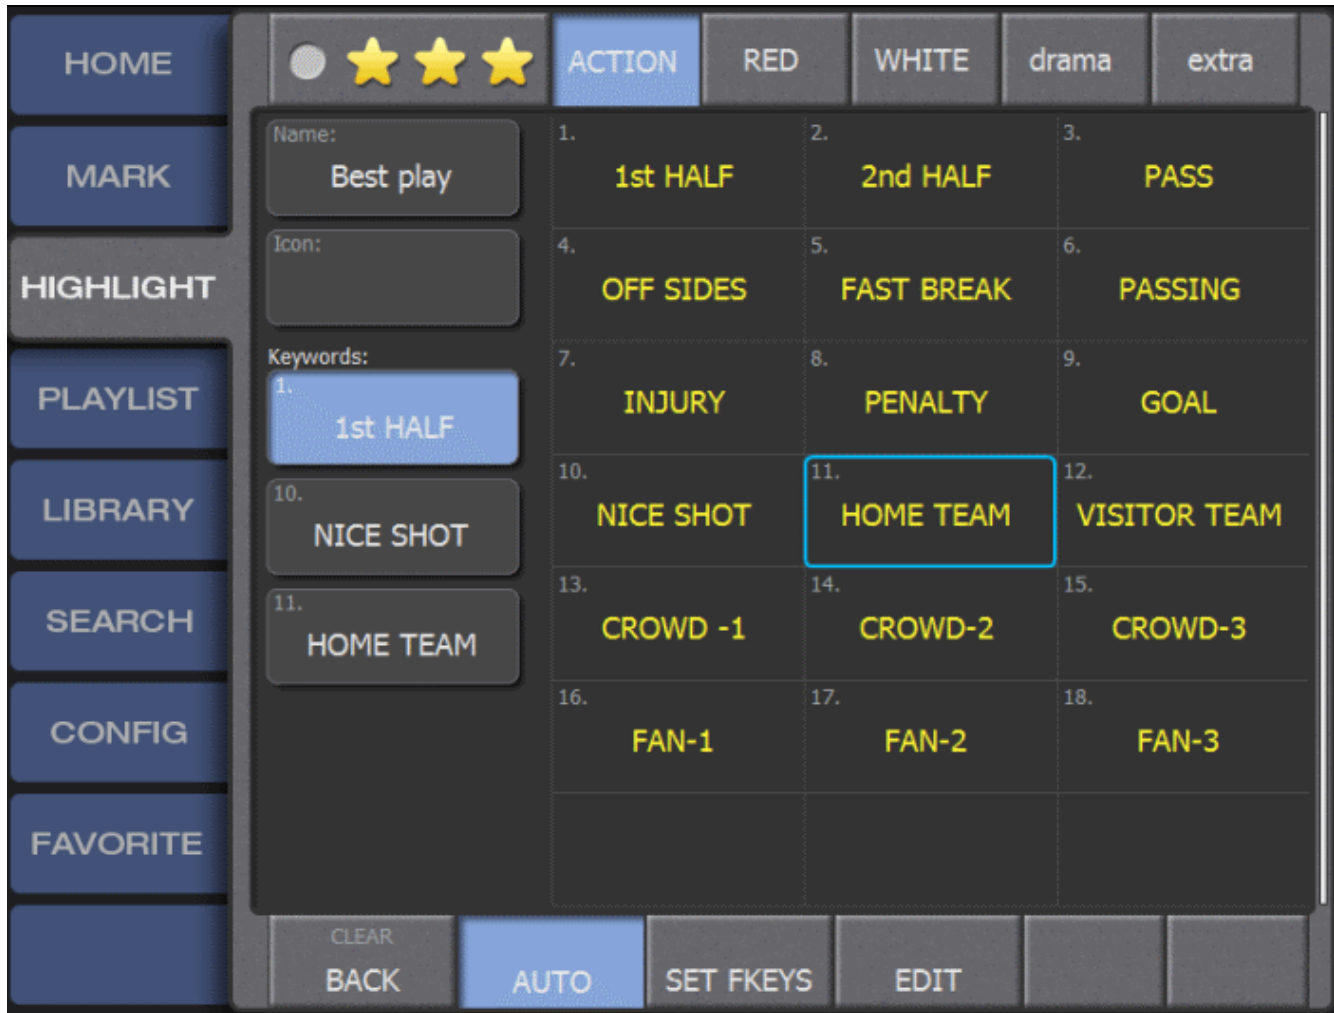 HOME
MARK
HIGHLIGHT
PLAYLIST
LIBRARY
SEARCH
CONFIG
FAVORITE
ACTION
RED
WHITE
drama
extra
Name:
Best play
Icon:
Keywords:
1.
1st HALF
10.
NICE SHOT
11.
HOME TEAM
1.
1st HALF
2.
2nd HALF
3.
PASS
4.
OFF SIDES
5.
FAST BREAK
6.
PASSING
7.
INJURY
8.
PENALTY
9.
GOAL
10.
NICE SHOT
11.
HOME TEAM
12.
VISITOR TEAM
13.
CROWD -1
14.
CROWD-2
15.
CROWD-3
16.
FAN-1
17.
FAN-2
18.
FAN-3
CLEAR
BACK
AUTO
SET FKEYS
EDIT